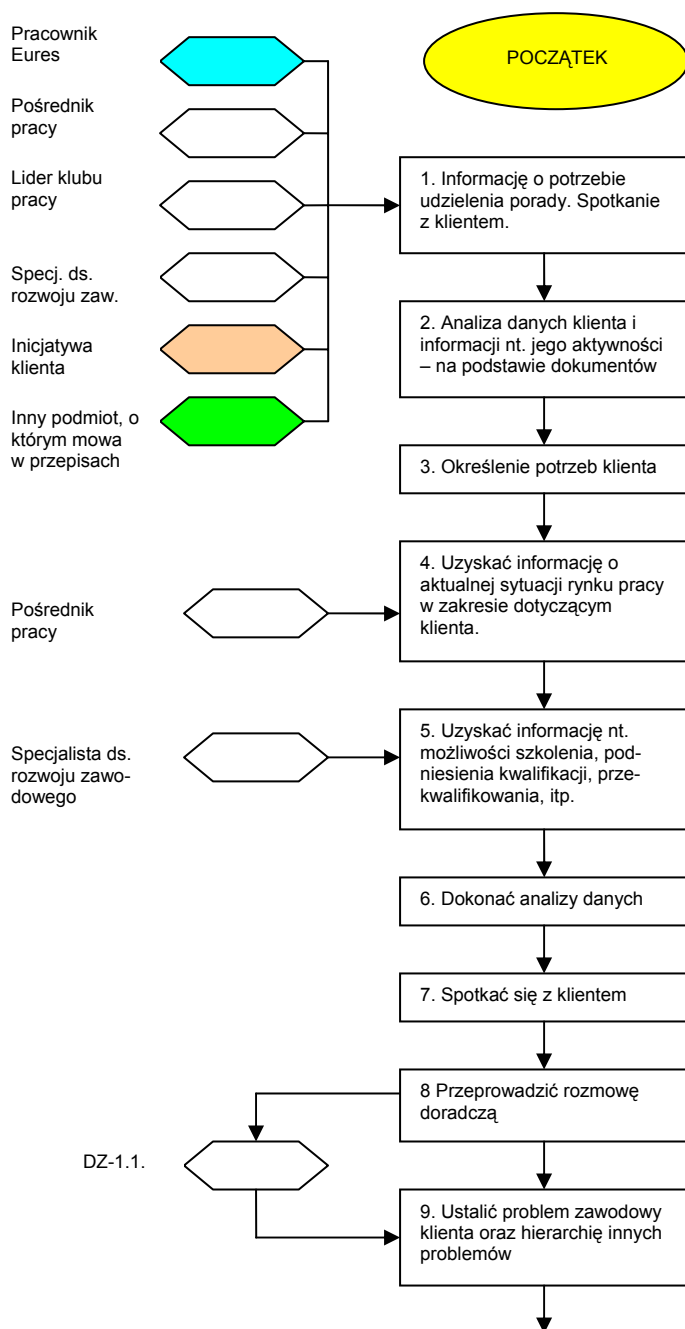 Pracownik
Eures
POCZĄTEK
Pośrednik
pracy
Lider klubu
pracy
1. Informację o potrzebie
udzielenia porady. Spotkanie
z klientem.
Specj. ds.
rozwoju zaw.
2. Analiza danych klienta i
informacji nt. jego aktywności
– na podstawie dokumentów
Inicjatywa
klienta
Inny podmiot, o
którym mowa
w przepisach
3. Określenie potrzeb klienta
4. Uzyskać informację o
aktualnej sytuacji rynku pracy
w zakresie dotyczącym
klienta.
Pośrednik
pracy
5. Uzyskać informację nt.
możliwości szkolenia, pod-
niesienia kwalifikacji, prze-
kwalifikowania, itp.
Specjalista ds.
rozwoju zawo-
dowego
6. Dokonać analizy danych
7. Spotkać się z klientem
8 Przeprowadzić rozmowę
doradczą
DZ-1.1.
9. Ustalić problem zawodowy
klienta oraz hierarchię innych
problemów